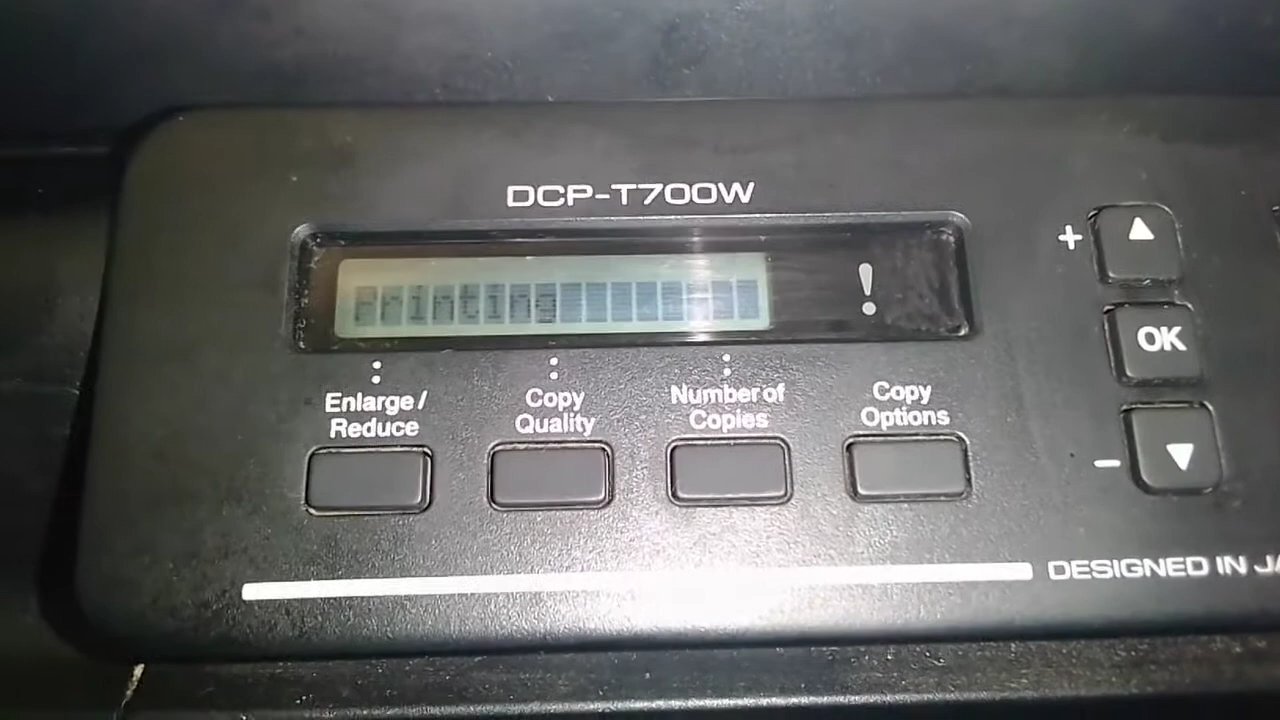 DCP-T700W
Printing
!
+
OK
-
Enlarge /
Reduce
Copy
Quality
Number of
Copies
Copy
Options
DESIGNED IN JA